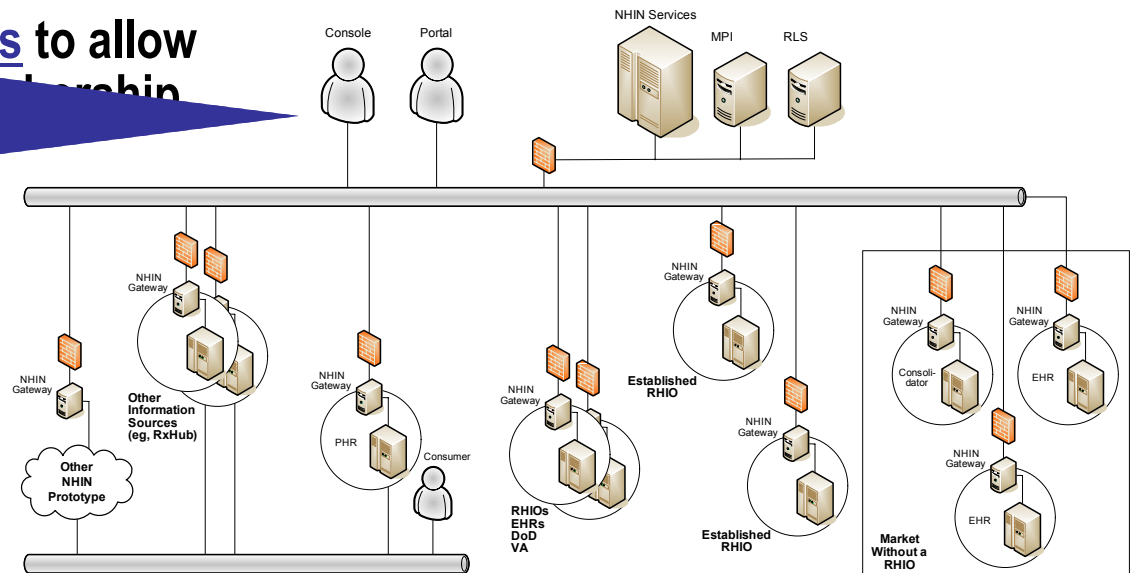 s to allow
Console
Portal
NHIN Services
MPI
RLS
NHIN
Gateway
Other
NHIN
Prototype
NHIN
Gateway
Other
Information
Sources
(eg, RxHub)
NHIN
Gateway
PHR
Consumer
NHIN
Gateway
RHIOs
EHRs
DoD
VA
NHIN
Gateway
Established
RHIO
NHIN
Gateway
Established
RHIO
NHIN
Gateway
Consoli-
dator
NHIN
Gateway
EHR
NHIN
Gateway
EHR
Market
Without a
RHIO